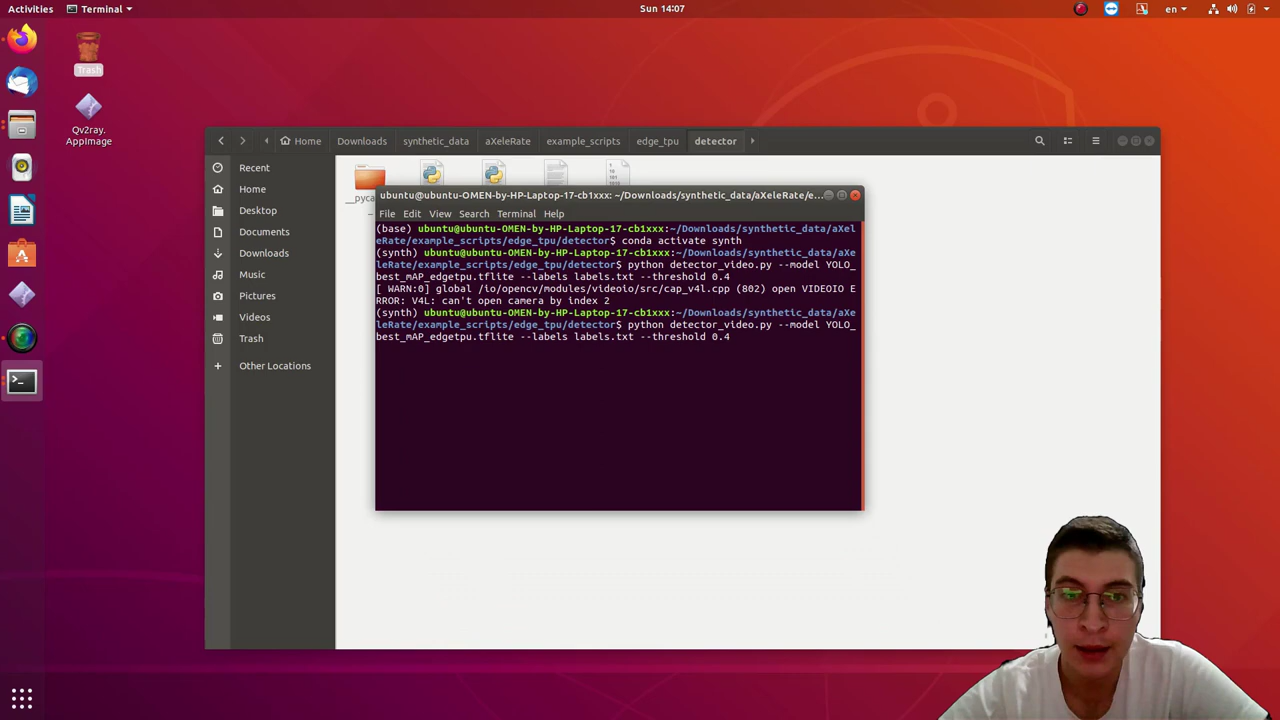 Activities
Terminal
Sun 14:07
en
Trash
Qv2ray.
AppImage
Home
Downloads
synthetic_data
aXeleRate
example_scripts
edge_tpu
detector
Recent
Home
Desktop
Documents
Downloads
Music
Pictures
Videos
Trash
Other Locations
ubuntu@ubuntu-OMEN-by-HP-Laptop-17-cb1xxx: ~/Downloads/synthetic_data/aXeleRate/e...
File Edit View Search Terminal Help
(base) ubuntu@ubuntu-OMEN-by-HP-Laptop-17-cb1xxx:~/Downloads/synthetic_data/aXel
eRate/example_scripts/edge_tpu/detector$ conda activate synth
(synth) ubuntu@ubuntu-OMEN-by-HP-Laptop-17-cb1xxx:~/Downloads/synthetic_data/aXe
leRate/example_scripts/edge_tpu/detector$ python detector_video.py --model YOLO_
best_mAP_edgetpu.tflite --labels labels.txt --threshold 0.4
[ WARN:0] global /io/opencv/modules/videoio/src/cap_v4l.cpp (802) open VIDEOIO E
RROR: V4L: can't open camera by index 2
(synth) ubuntu@ubuntu-OMEN-by-HP-Laptop-17-cb1xxx:~/Downloads/synthetic_data/aXe
leRate/example_scripts/edge_tpu/detector$ python detector_video.py --model YOLO_
best_mAP_edgetpu.tflite --labels labels.txt --threshold 0.4